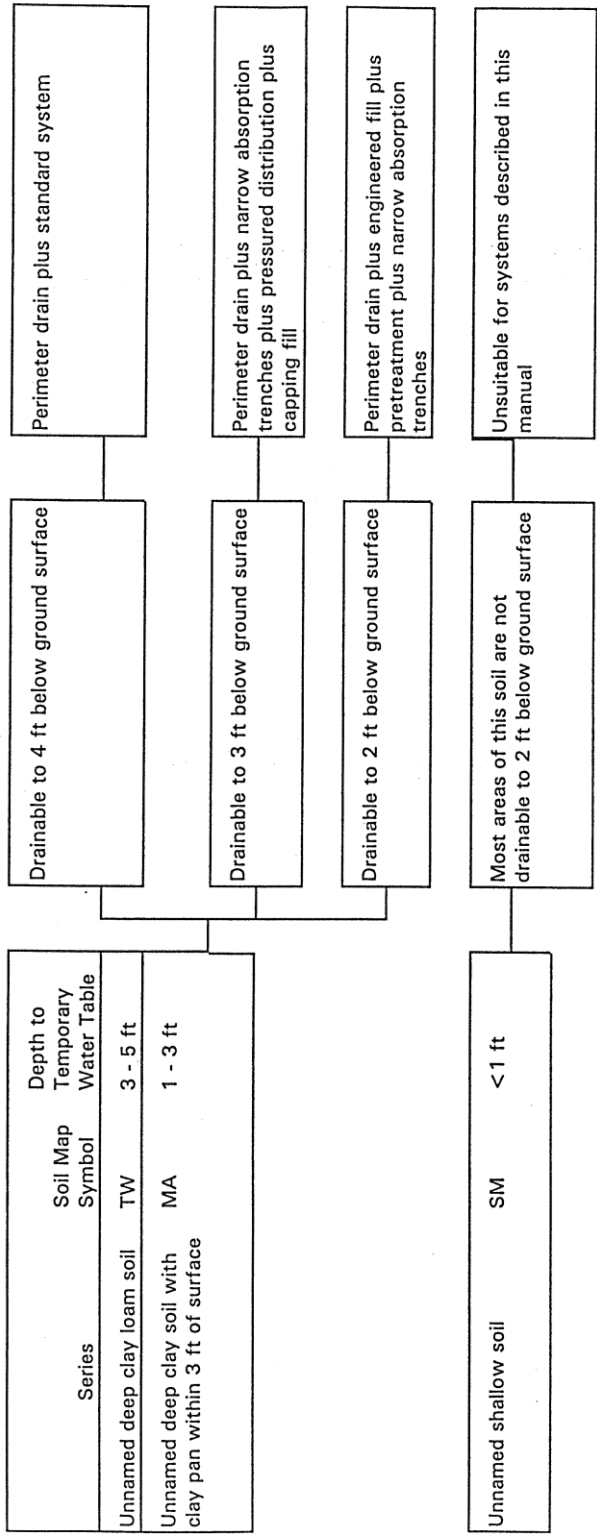 Series
Soil Map
Symbol
Depth to
Temporary
Water Table
Unnamed deep clay loam soil TW 3 - 5 ft
Unnamed deep clay soil with MA 1 - 3 ft
clay pan within 3 ft of surface
Drainable to 4 ft below ground surface
Perimeter drain plus standard system
Drainable to 3 ft below ground surface
Perimeter drain plus narrow absorption
trenches plus pressured distribution plus
capping fill
Drainable to 2 ft below ground surface
Perimeter drain plus engineered fill plus
pretreatment plus narrow absorption
trenches
Unnamed shallow soil SM <1 ft
Most areas of this soil are not
drainable to 2 ft below ground surface
Unsuitable for systems described in this
manual